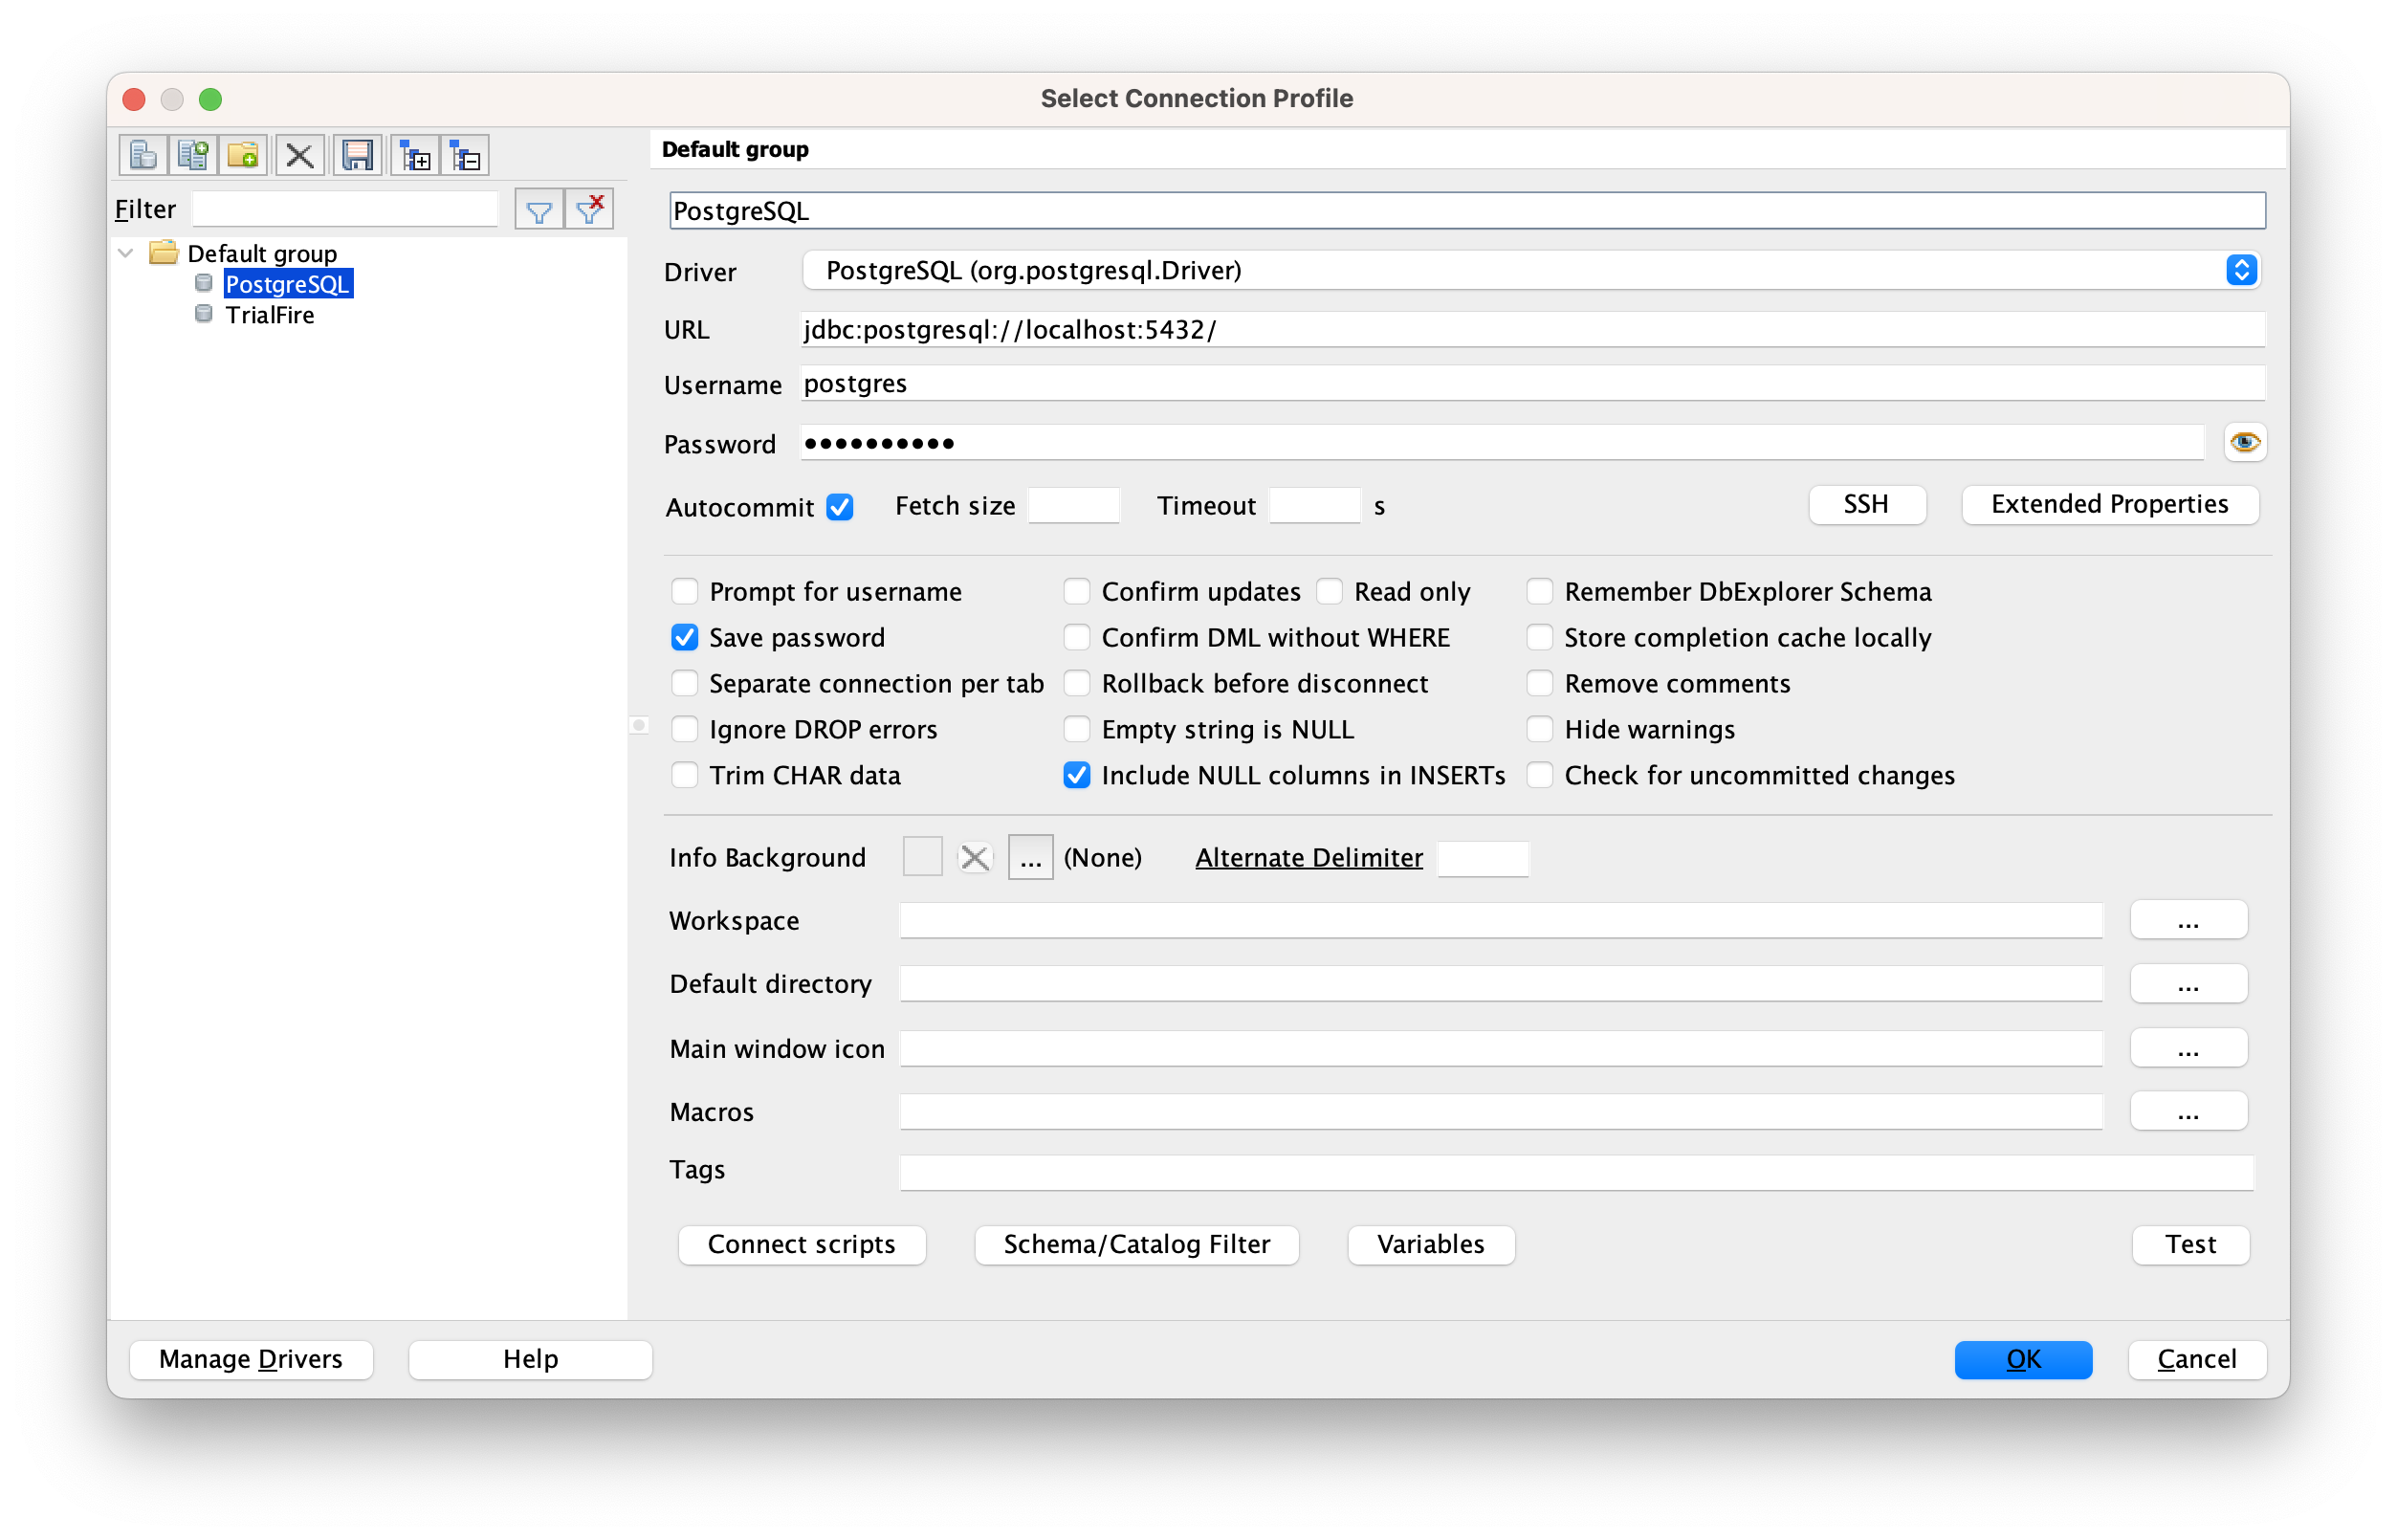 Select Connection Profile
Filter
Default group
PostgreSQL
TrialFire
Default group
PostgreSQL
Driver PostgreSQL (org.postgresql.Driver)
URL jdbc:postgresql://localhost:5432/
Username postgres
Password ●●●●●●●●●●
Autocommit Fetch size Timeout s SSH Extended Properties
Prompt for username Confirm updates Read only Remember DbExplorer Schema
Save password Confirm DML without WHERE Store completion cache locally
Separate connection per tab Rollback before disconnect Remove comments
Ignore DROP errors Empty string is NULL Hide warnings
Trim CHAR data Include NULL columns in INSERTs Check for uncommitted changes
Info Background ... (None) Alternate Delimiter
Workspace ...
Default directory ...
Main window icon ...
Macros ...
Tags
Connect scripts Schema/Catalog Filter Variables Test
Manage Drivers Help OK Cancel